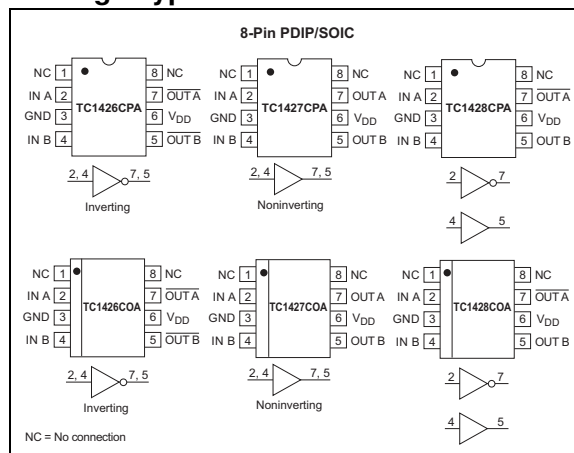 8-Pin PDIP/SOIC
NC 1 8 NC
IN A 2 7 OUT A
GND 3 6 VDD
IN B 4 5 OUT B
TC1426CPA
2, 4 7, 5
Inverting
NC 1 8 NC
IN A 2 7 OUT A
GND 3 6 VDD
IN B 4 5 OUT B
TC1427CPA
2, 4 7, 5
Noninverting
NC 1 8 NC
IN A 2 7 OUT A
GND 3 6 VDD
IN B 4 5 OUT B
TC1428CPA
2 7
4 5
NC 1 8 NC
IN A 2 7 OUT A
GND 3 6 VDD
IN B 4 5 OUT B
TC1426COA
2, 4 7, 5
Inverting
NC 1 8 NC
IN A 2 7 OUT A
GND 3 6 VDD
IN B 4 5 OUT B
TC1427COA
2, 4 7, 5
Noninverting
NC 1 8 NC
IN A 2 7 OUT A
GND 3 6 VDD
IN B 4 5 OUT B
TC1428COA
2 7
4 5
NC = No connection